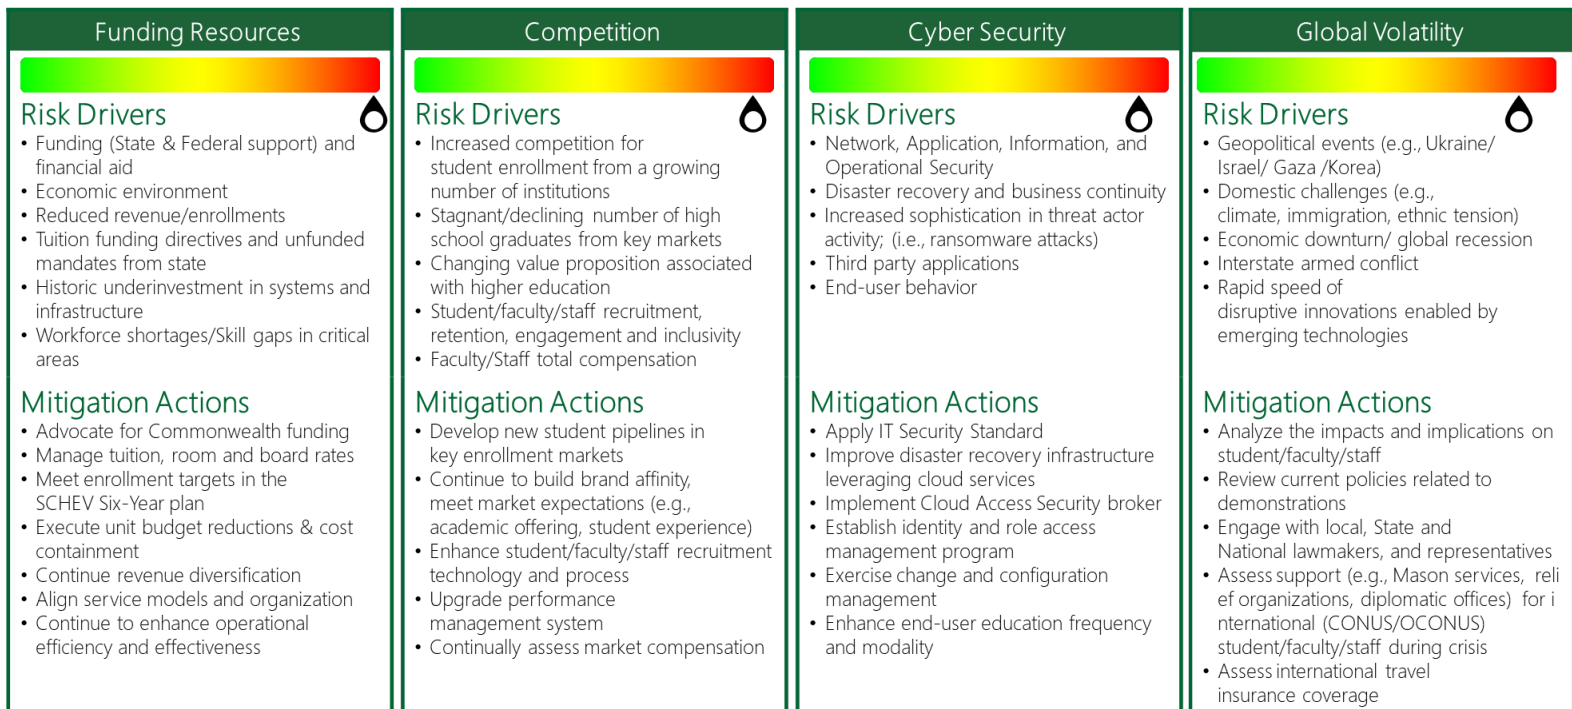 Funding Resources
Risk Drivers
• Funding (State & Federal support) and
financial aid
• Economic environment
• Reduced revenue/enrollments
• Tuition funding directives and unfunded
mandates from state
• Historic underinvestment in systems and
infrastructure
• Workforce shortages/Skill gaps in critical
areas
Mitigation Actions
• Advocate for Commonwealth funding
• Manage tuition, room and board rates
• Meet enrollment targets in the
SCHEV Six-Year plan
• Execute unit budget reductions & cost
containment
• Continue revenue diversification
• Align service models and organization
• Continue to enhance operational
efficiency and effectiveness
Competition
Risk Drivers
• Increased competition for
student enrollment from a growing
number of institutions
• Stagnant/declining number of high
school graduates from key markets
• Changing value proposition associated
with higher education
• Student/faculty/staff recruitment,
retention, engagement and inclusivity
• Faculty/Staff total compensation
Mitigation Actions
• Develop new student pipelines in
key enrollment markets
• Continue to build brand affinity,
meet market expectations (e.g.,
academic offering, student experience)
• Enhance student/faculty/staff recruitment
technology and process
• Upgrade performance
management system
• Continually assess market compensation
Cyber Security
Risk Drivers
• Network, Application, Information, and
Operational Security
• Disaster recovery and business continuity
• Increased sophistication in threat actor
activity; (i.e., ransomware attacks)
• Third party applications
• End-user behavior
Mitigation Actions
• Apply IT Security Standard
• Improve disaster recovery infrastructure
leveraging cloud services
• Implement Cloud Access Security broker
• Establish identity and role access
management program
• Exercise change and configuration
management
• Enhance end-user education frequency
and modality
Global Volatility
Risk Drivers
• Geopolitical events (e.g., Ukraine/
Israel/ Gaza /Korea)
• Domestic challenges (e.g.,
climate, immigration, ethnic tension)
• Economic downturn/ global recession
• Interstate armed conflict
• Rapid speed of
disruptive innovations enabled by
emerging technologies
Mitigation Actions
• Analyze the impacts and implications on
student/faculty/staff
• Review current policies related to
demonstrations
• Engage with local, State and
National lawmakers, and representatives
• Assess support (e.g., Mason services, reli
ef organizations, diplomatic offices) for i
nternational (CONUS/OCONUS)
student/faculty/staff during crisis
• Assess international travel
insurance coverage